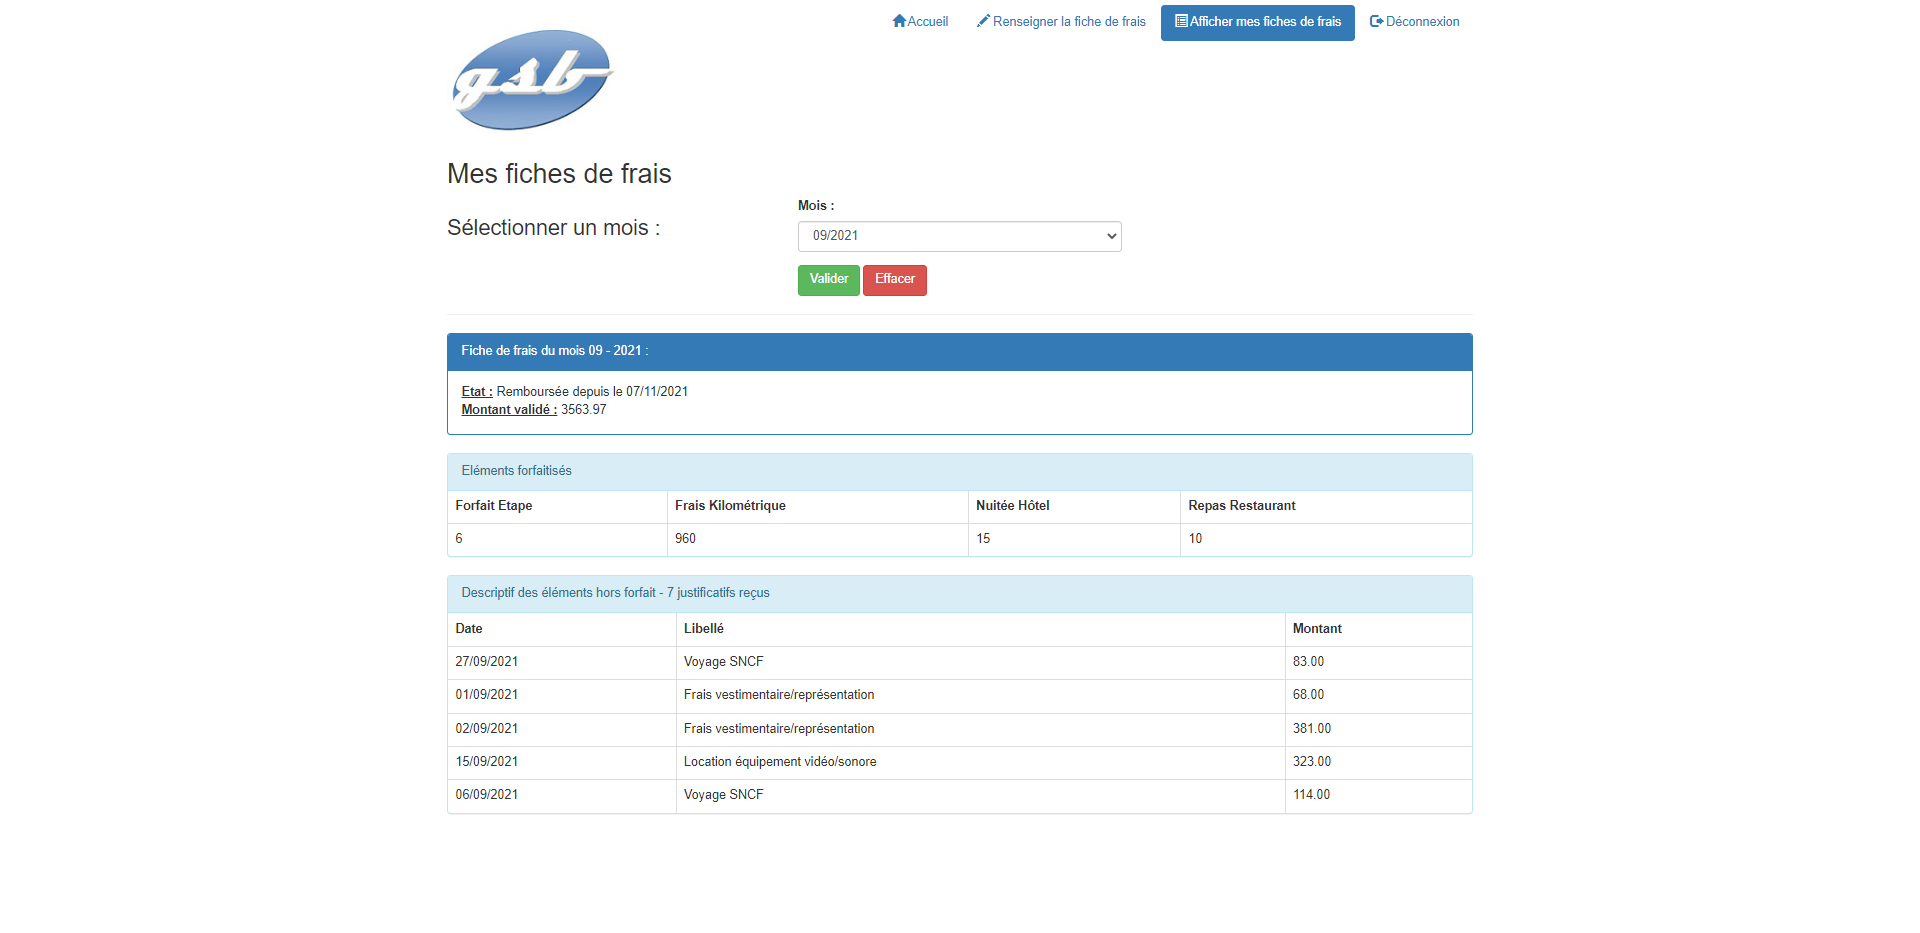 Accueil Renseigner la fiche de frais Afficher mes fiches de frais Déconnexion
gsb
Mes fiches de frais
Sélectionner un mois :
Mois :
09/2021
Valider Effacer
Fiche de frais du mois 09 - 2021 :
Etat : Remboursée depuis le 07/11/2021
Montant validé : 3563.97
Eléments forfaitisés
Forfait Etape Frais Kilométrique Nuitée Hôtel Repas Restaurant
6 960 15 10
Descriptif des éléments hors forfait - 7 justificatifs reçus
Date Libellé Montant
27/09/2021 Voyage SNCF 83.00
01/09/2021 Frais vestimentaire/représentation 68.00
02/09/2021 Frais vestimentaire/représentation 381.00
15/09/2021 Location équipement vidéo/sonore 323.00
06/09/2021 Voyage SNCF 114.00